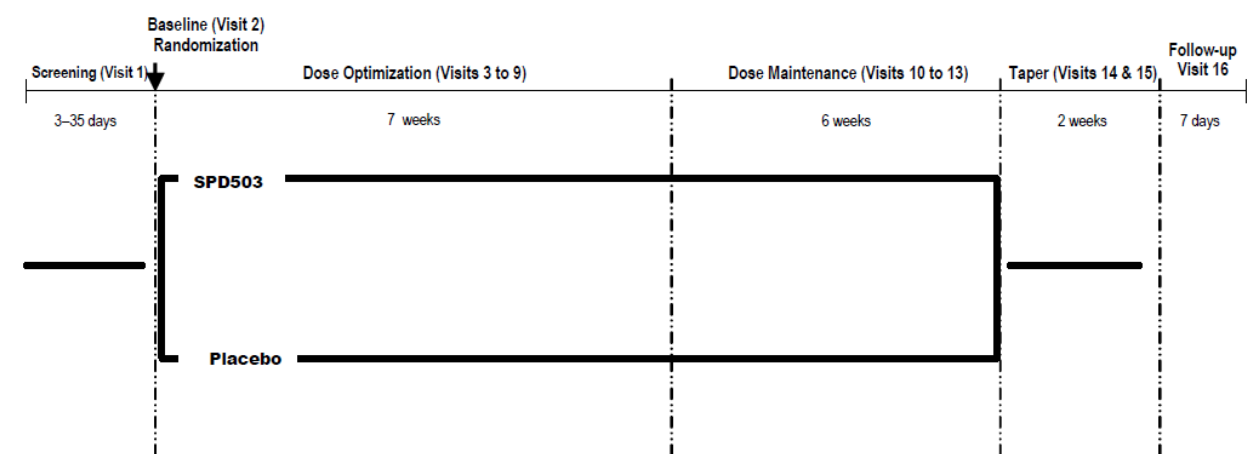 Baseline (Visit 2)
Randomization
Screening (Visit 1)
Dose Optimization (Visits 3 to 9)
Dose Maintenance (Visits 10 to 13)
Taper (Visits 14 & 15)
Follow-up
Visit 16
3–35 days
7 weeks
6 weeks
2 weeks
7 days
SPD503
Placebo